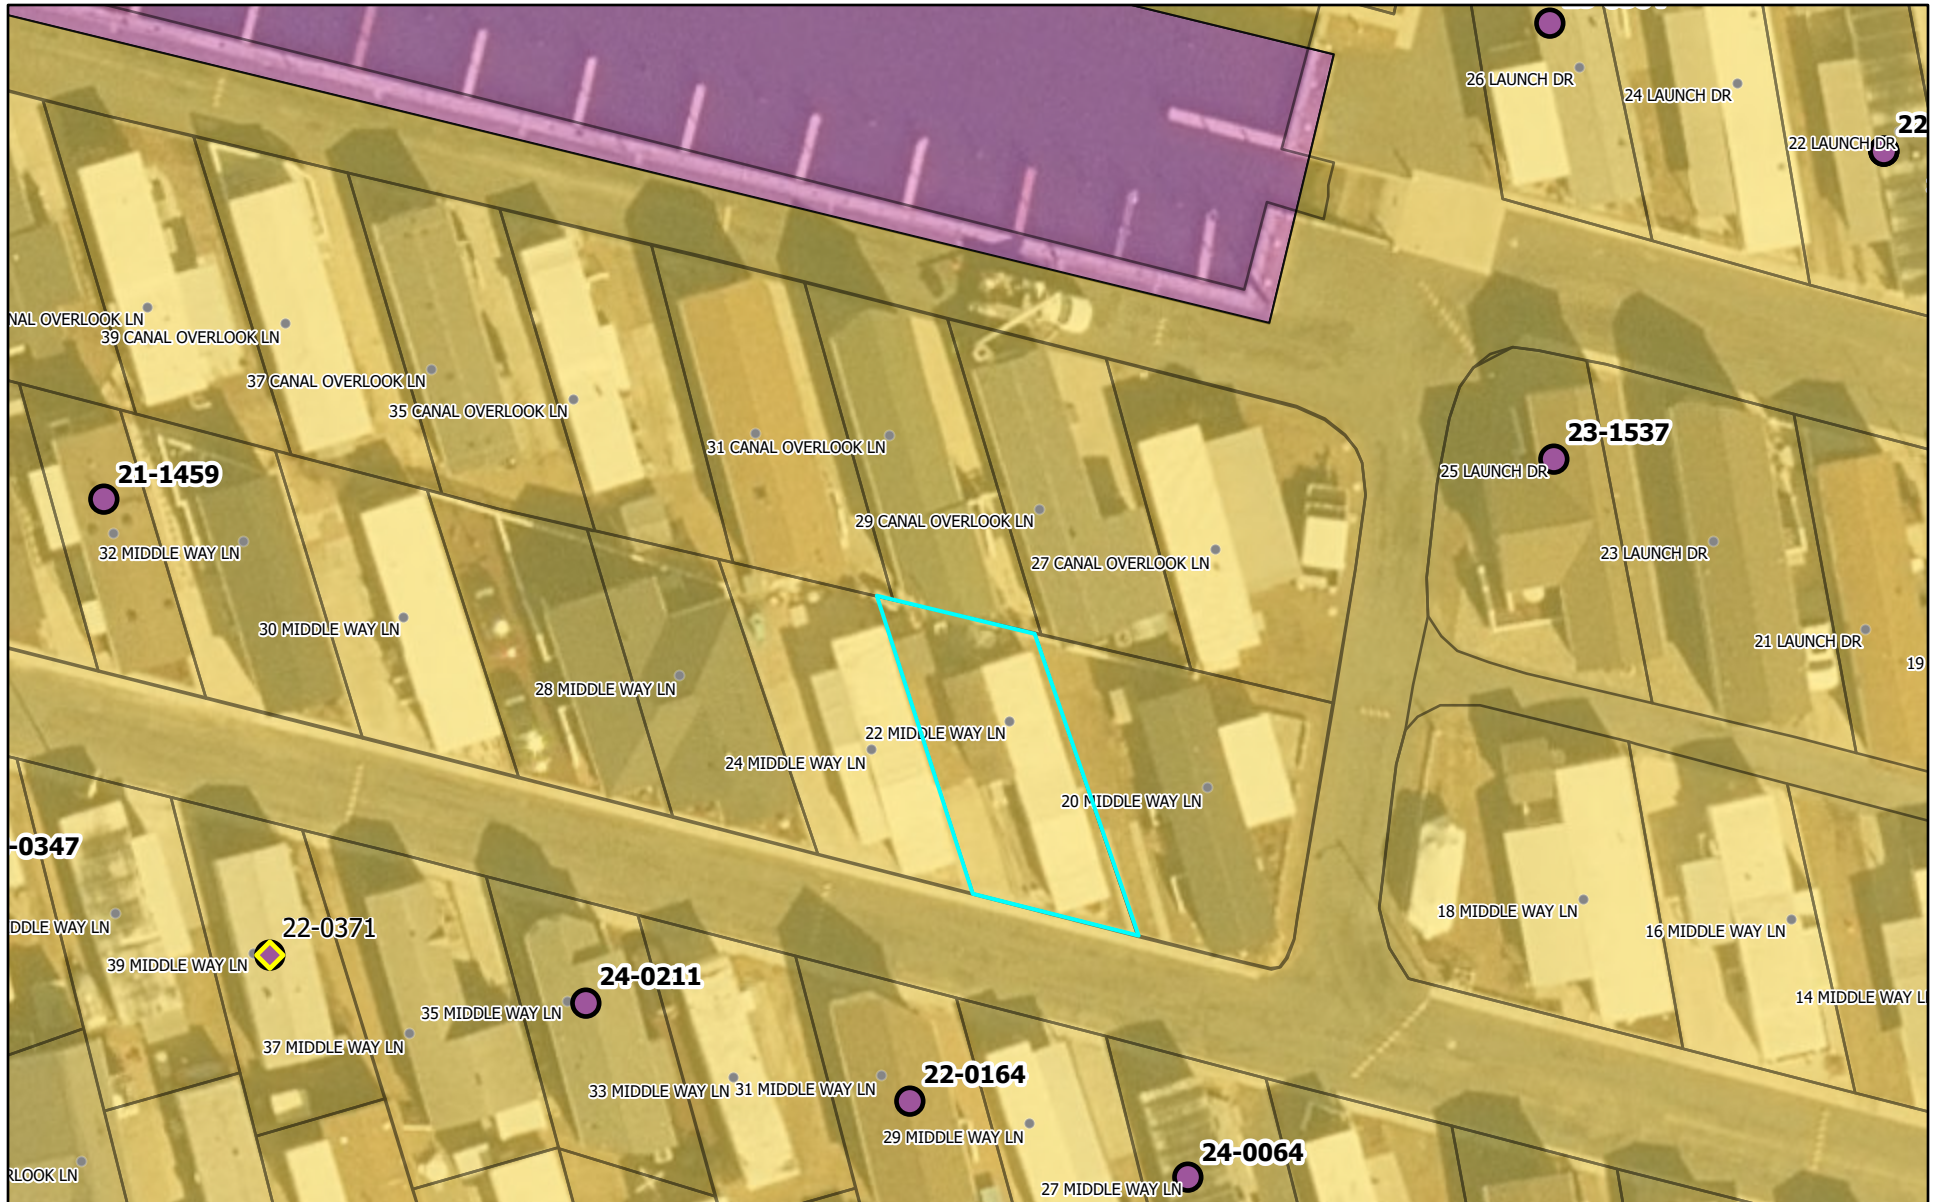 26 LAUNCH DR
24 LAUNCH DR
22
22 LAUNCH DR
NAL OVERLOOK LN
39 CANAL OVERLOOK LN
37 CANAL OVERLOOK LN
35 CANAL OVERLOOK LN
31 CANAL OVERLOOK LN
23-1537
25 LAUNCH DR
21-1459
29 CANAL OVERLOOK LN
32 MIDDLE WAY LN
23 LAUNCH DR
27 CANAL OVERLOOK LN
30 MIDDLE WAY LN
21 LAUNCH DR
19
28 MIDDLE WAY LN
22 MIDDLE WAY LN
24 MIDDLE WAY LN
20 MIDDLE WAY LN
-0347
18 MIDDLE WAY LN
DDLE WAY LN
22-0371
16 MIDDLE WAY LN
39 MIDDLE WAY LN
24-0211
14 MIDDLE WAY L
35 MIDDLE WAY LN
37 MIDDLE WAY LN
22-0164
33 MIDDLE WAY LN
31 MIDDLE WAY LN
29 MIDDLE WAY LN
24-0064
RLOOK LN
27 MIDDLE WAY LN